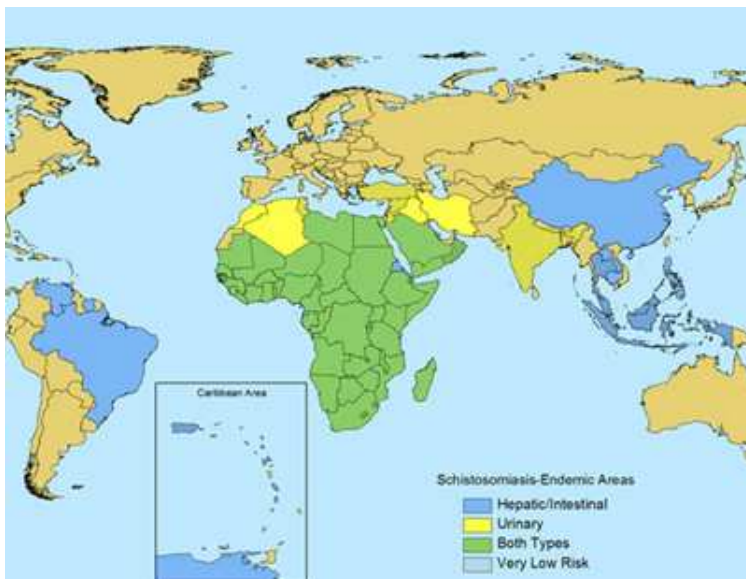 Caribbean Area
Schistosomiasis-Endemic Areas
Hepatic/Intestinal
Urinary
Both Types
Very Low Risk